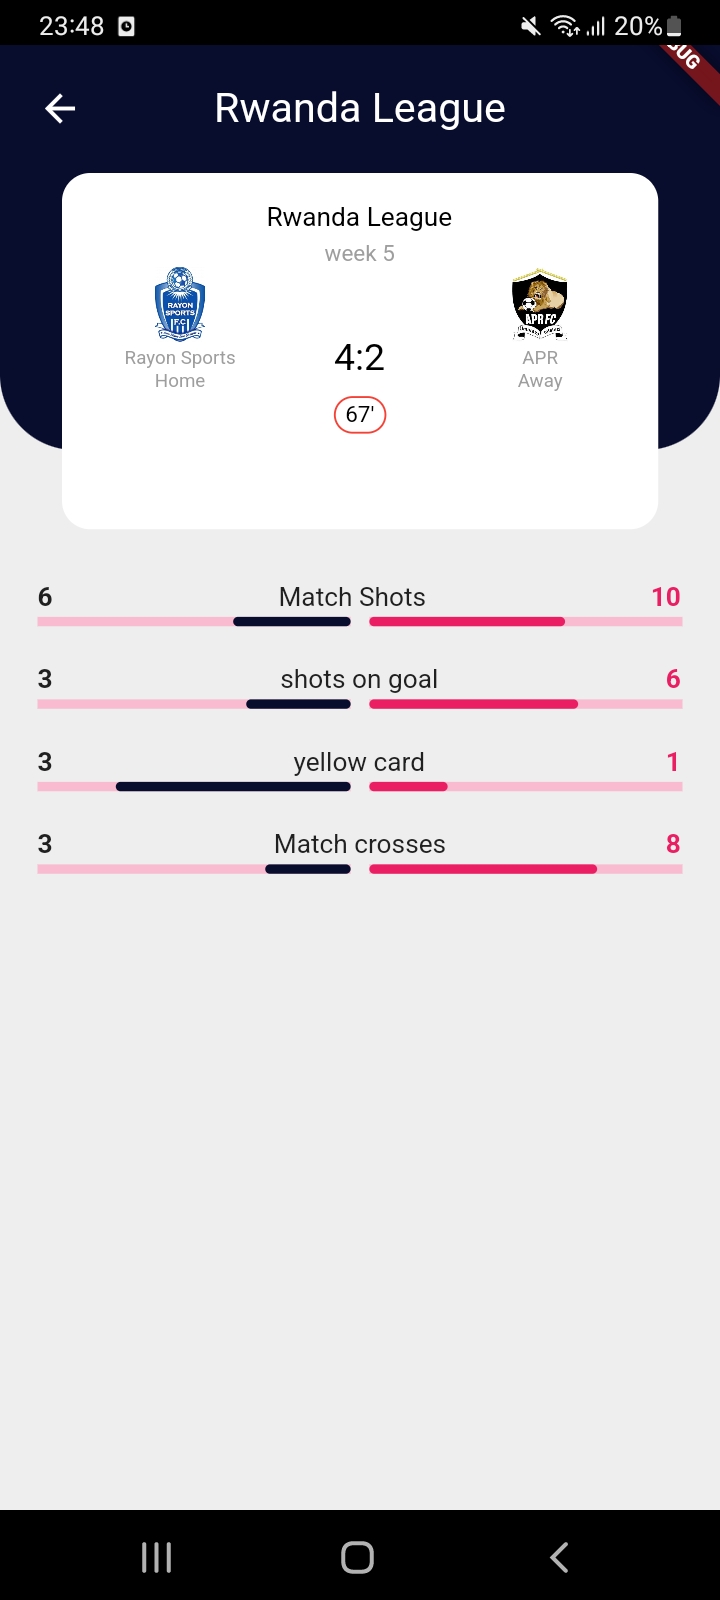 23:48
20%
UG
Rwanda League
Rwanda League
week 5
RAYON
SPORTS
F.C
APR FC
Rayon Sports
Home
4:2
APR
Away
67'
6 Match Shots 10
3 shots on goal 6
3 yellow card 1
3 Match crosses 8